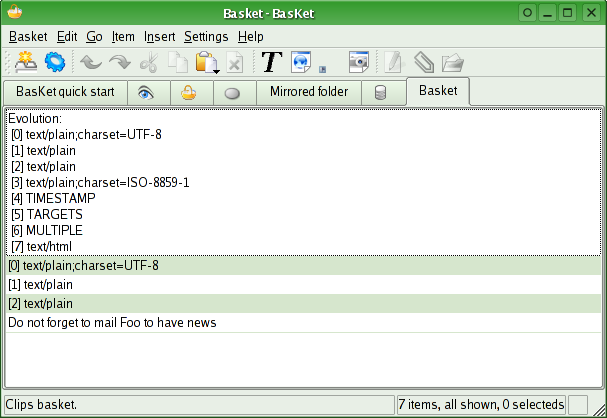 Basket - BasKet
Basket Edit Go Item Insert Settings Help
T
BasKet quick start Mirrored folder Basket
Evolution:
[0] text/plain;charset=UTF-8
[1] text/plain
[2] text/plain
[3] text/plain;charset=ISO-8859-1
[4] TIMESTAMP
[5] TARGETS
[6] MULTIPLE
[7] text/html
[0] text/plain;charset=UTF-8
[1] text/plain
[2] text/plain
Do not forget to mail Foo to have news
Clips basket. 7 items, all shown, 0 selecteds